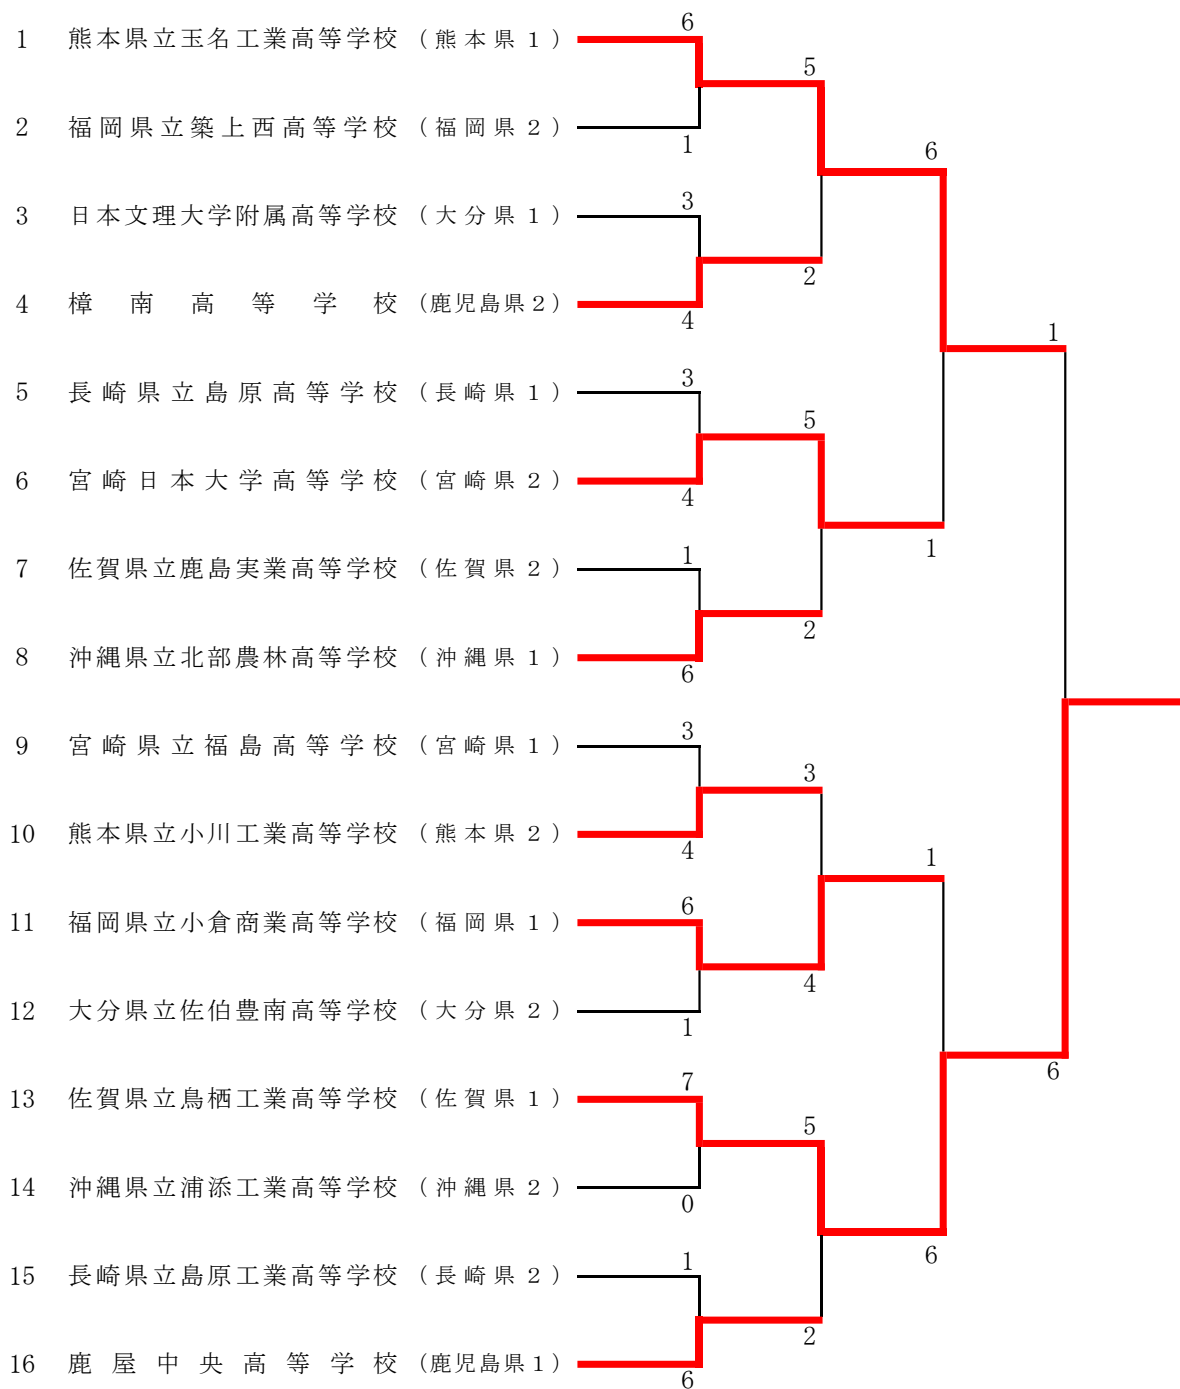 6
1 熊本県立玉名工業高等学校 (熊本県1)
5
2 福岡県立築上西高等学校 (福岡県2)
1
6
3
3 日本文理大学附属高等学校 (大分県1)
2
4 樟南高等学校 (鹿児島県2)
4
1
3
5 長崎県立島原高等学校 (長崎県1)
5
6 宮崎日本大学高等学校 (宮崎県2)
4
1
1
7 佐賀県立鹿島実業高等学校 (佐賀県2)
2
8 沖縄県立北部農林高等学校 (沖縄県1)
6
3
9 宮崎県立福島高等学校 (宮崎県1)
3
10 熊本県立小川工業高等学校 (熊本県2)
4
1
6
11 福岡県立小倉商業高等学校 (福岡県1)
4
12 大分県立佐伯豊南高等学校 (大分県2)
1
6
7
13 佐賀県立鳥栖工業高等学校 (佐賀県1)
5
14 沖縄県立浦添工業高等学校 (沖縄県2)
0
6
1
15 長崎県立島原工業高等学校 (長崎県2)
2
16 鹿屋中央高等学校 (鹿児島県1)
6